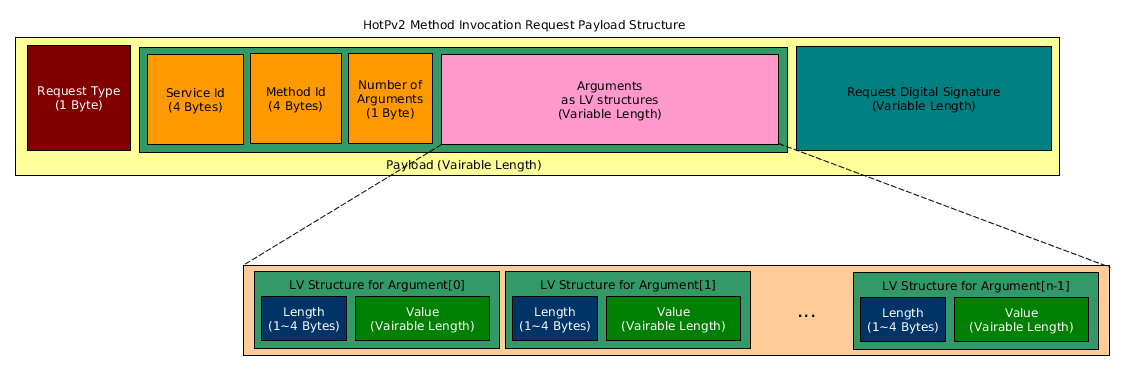 HotPv2 Method Invocation Request Payload Structure
Request Type
(1 Byte)
Service Id
(4 Bytes)
Method Id
(4 Bytes)
Number of
Arguments
(1 Byte)
Arguments
as LV structures
(Variable Length)
Request Digital Signature
(Variable Length)
Payload (Vairable Length)
LV Structure for Argument[0]
Length
(1~4 Bytes)
Value
(Vairable Length)
LV Structure for Argument[1]
Length
(1~4 Bytes)
Value
(Vairable Length)
...
LV Structure for Argument[n-1]
Length
(1~4 Bytes)
Value
(Vairable Length)